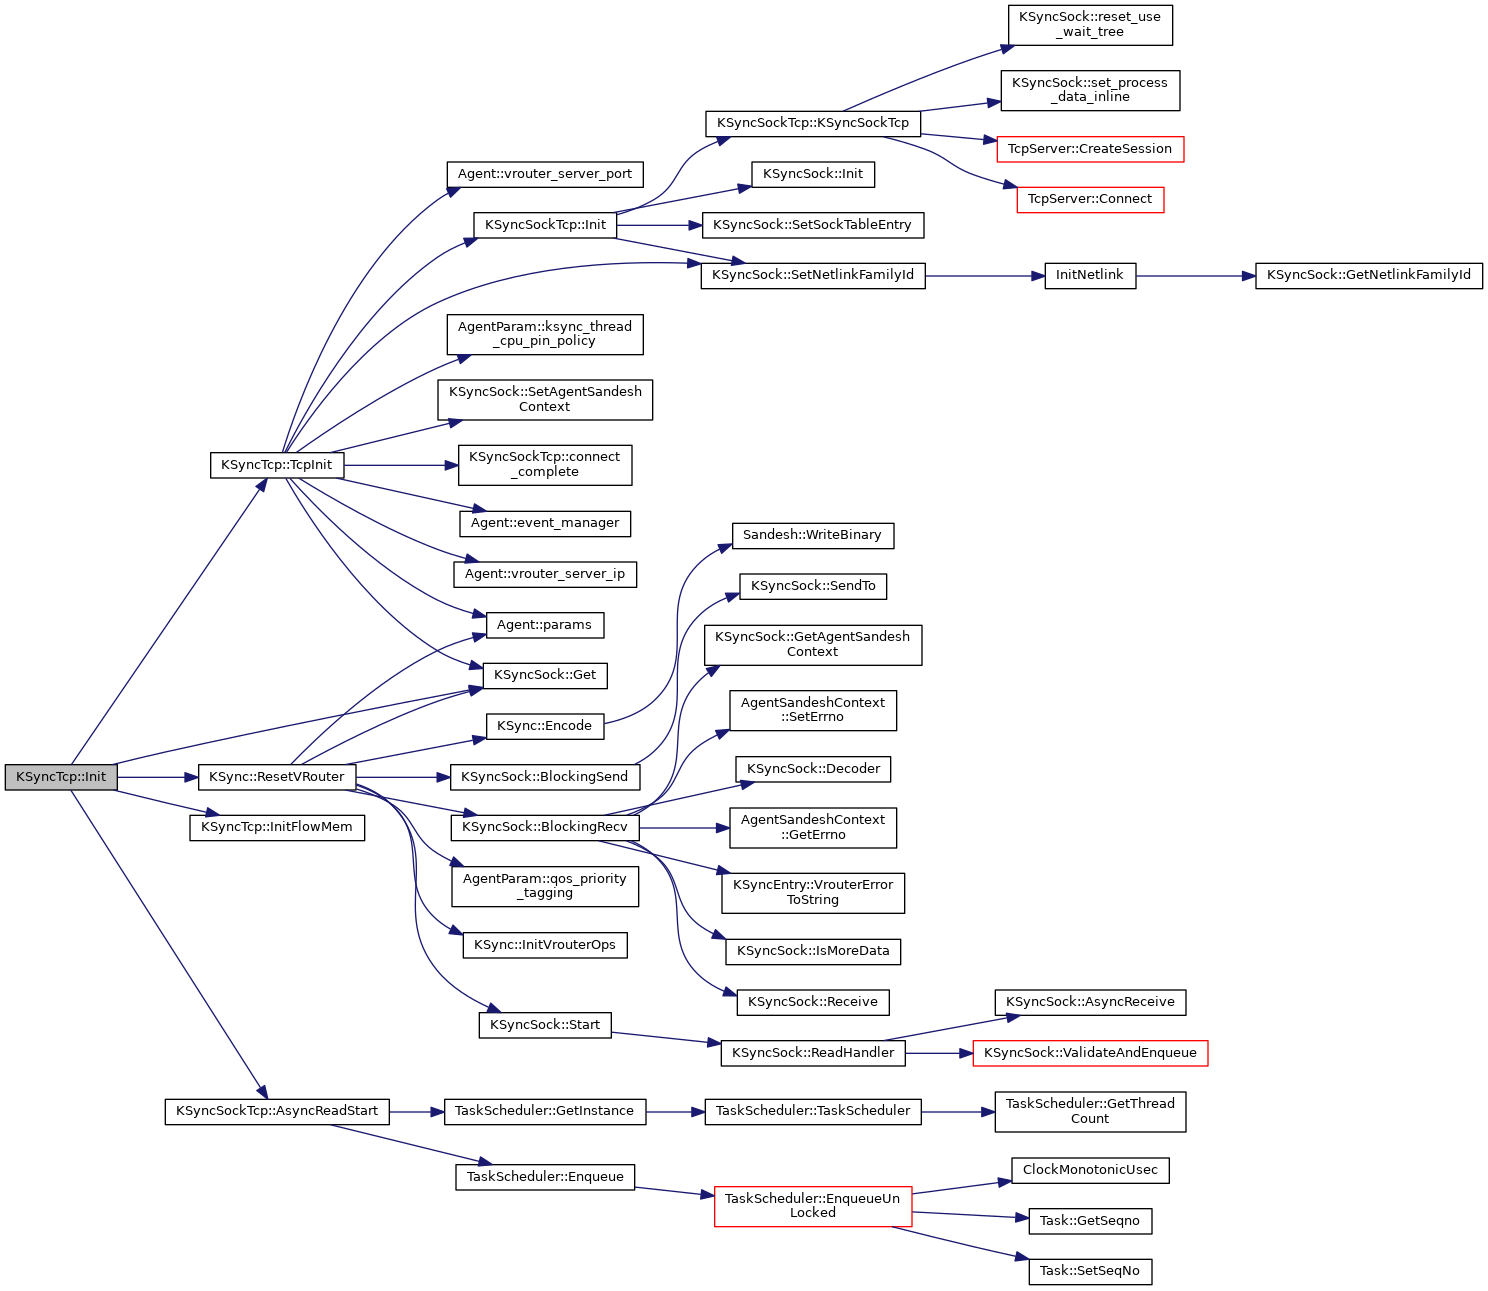 KSyncSock::reset_use
_wait_tree
KSyncSock::set_process
_data_inline
KSyncSockTcp::KSyncSockTcp
TcpServer::CreateSession
Agent::vrouter_server_port
KSyncSock::Init
TcpServer::Connect
KSyncSockTcp::Init
KSyncSock::SetSockTableEntry
KSyncSock::SetNetlinkFamilyId
InitNetlink
KSyncSock::GetNetlinkFamilyId
AgentParam::ksync_thread
_cpu_pin_policy
KSyncSock::SetAgentSandesh
Context
KSyncTcp::TcpInit
KSyncSockTcp::connect
_complete
Agent::event_manager
Sandesh::WriteBinary
Agent::vrouter_server_ip
KSyncSock::SendTo
Agent::params
KSyncSock::GetAgentSandesh
Context
KSyncSock::Get
AgentSandeshContext
::SetErrno
KSync::Encode
KSyncTcp::Init
KSync::ResetVRouter
KSyncSock::BlockingSend
KSyncSock::Decoder
KSyncTcp::InitFlowMem
KSyncSock::BlockingRecv
AgentSandeshContext
::GetErrno
AgentParam::qos_priority
_tagging
KSyncEntry::VrouterError
ToString
KSync::InitVrouterOps
KSyncSock::IsMoreData
KSyncSock::Receive
KSyncSock::AsyncReceive
KSyncSock::Start
KSyncSock::ReadHandler
KSyncSock::ValidateAndEnqueue
KSyncSockTcp::AsyncReadStart
TaskScheduler::GetInstance
TaskScheduler::TaskScheduler
TaskScheduler::GetThread
Count
TaskScheduler::Enqueue
TaskScheduler::EnqueueUn
Locked
ClockMonotonicUsec
Task::GetSeqno
Task::SetSeqNo